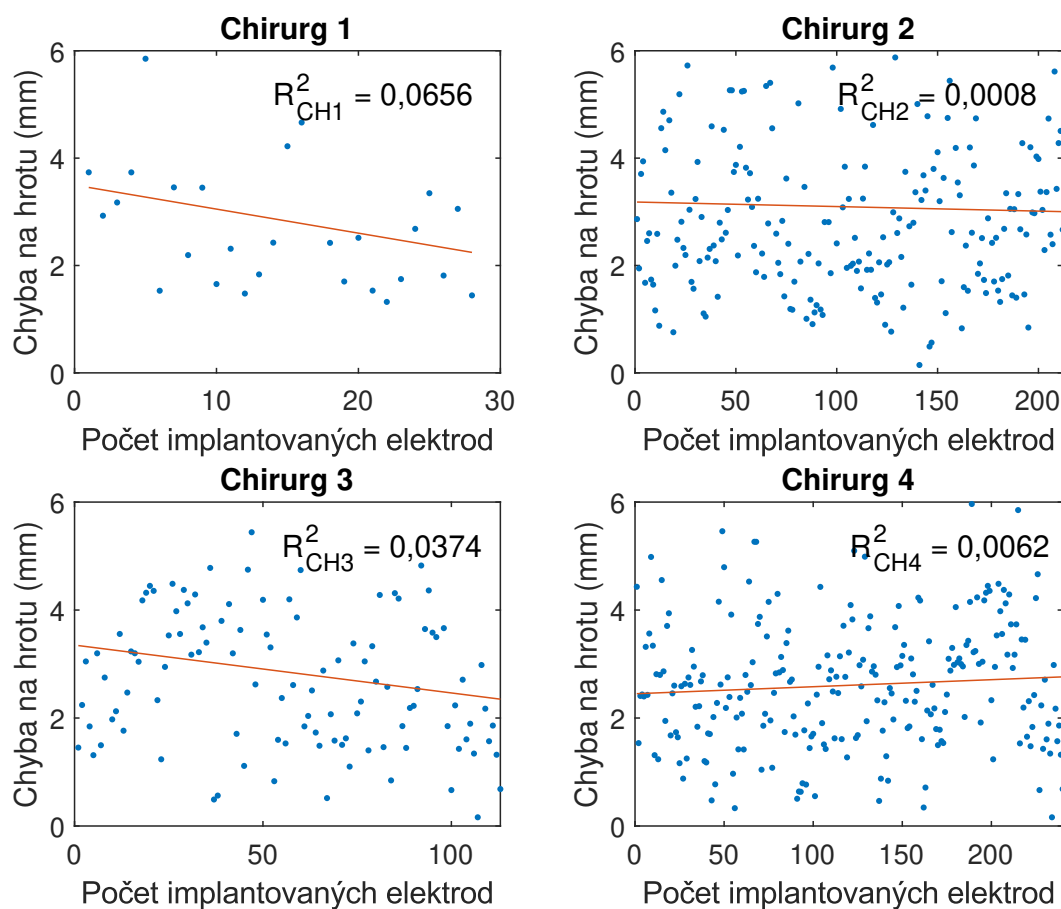 Chirurg 1
R²CH1 = 0,0656
Chyba na hrotu (mm)
6
4
2
0
0 10 20 30
Počet implantovaných elektrod
Chirurg 2
R²CH2 = 0,0008
Chyba na hrotu (mm)
6
4
2
0
0 50 100 150 200
Počet implantovaných elektrod
Chirurg 3
R²CH3 = 0,0374
Chyba na hrotu (mm)
6
4
2
0
0 50 100
Počet implantovaných elektrod
Chirurg 4
R²CH4 = 0,0062
Chyba na hrotu (mm)
6
4
2
0
0 50 100 150 200
Počet implantovaných elektrod